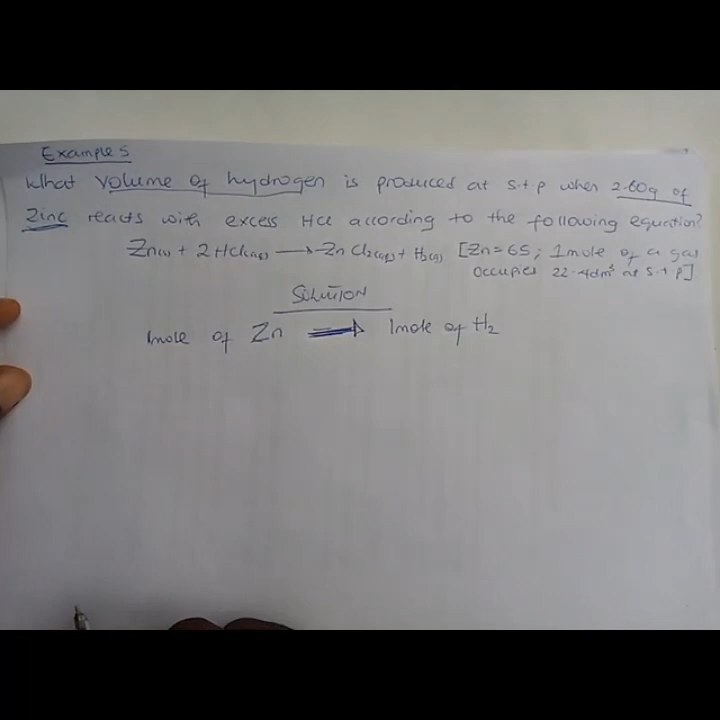 Example 5
What volume of hydrogen is produced at s.t.p when 2.60g of
Zinc reacts with excess HCl according to the following equation?
Zn(s) + 2HCl(aq) → ZnCl2(aq) + H2(g) [Zn=65; 1mole of a gas
occupies 22.4dm³ at s.t.p]
SOLUTION
1mole of Zn ⟹ 1mole of H2